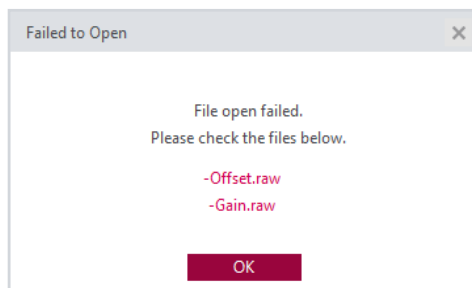 Failed to Open
File open failed.
Please check the files below.
-Offset.raw
-Gain.raw
OK